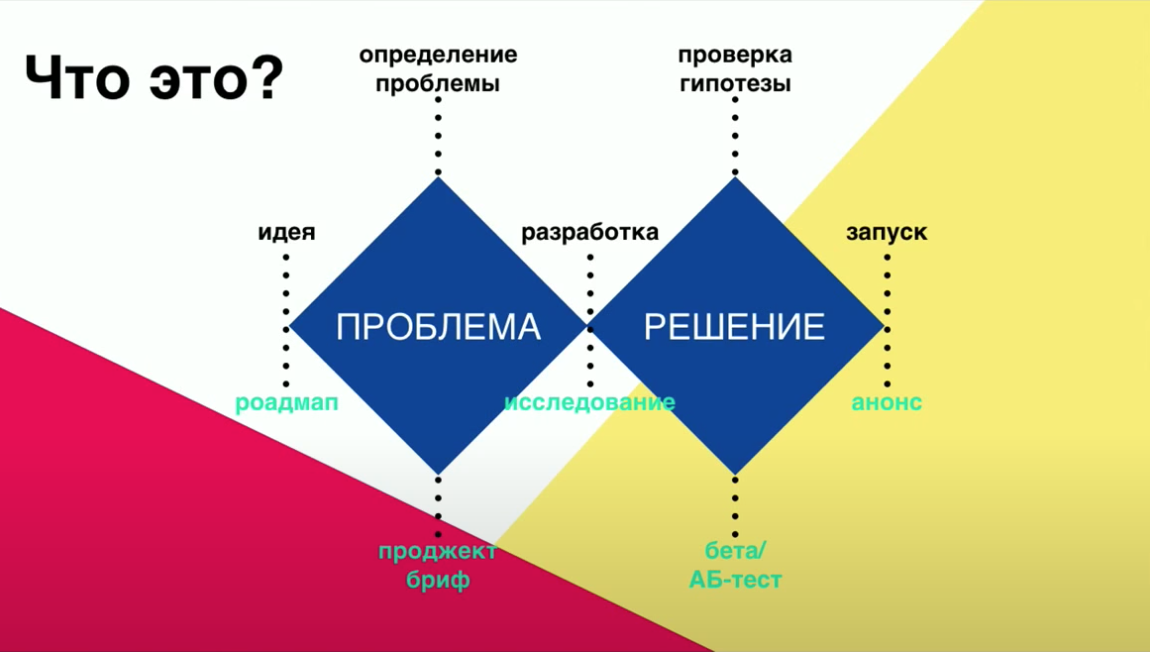 Что это?
определение
проблемы
проверка
гипотезы
идея
разработка
запуск
ПРОБЛЕМА
РЕШЕНИЕ
роадмап
исследование
анонс
проджект
бриф
бета/
АБ-тест